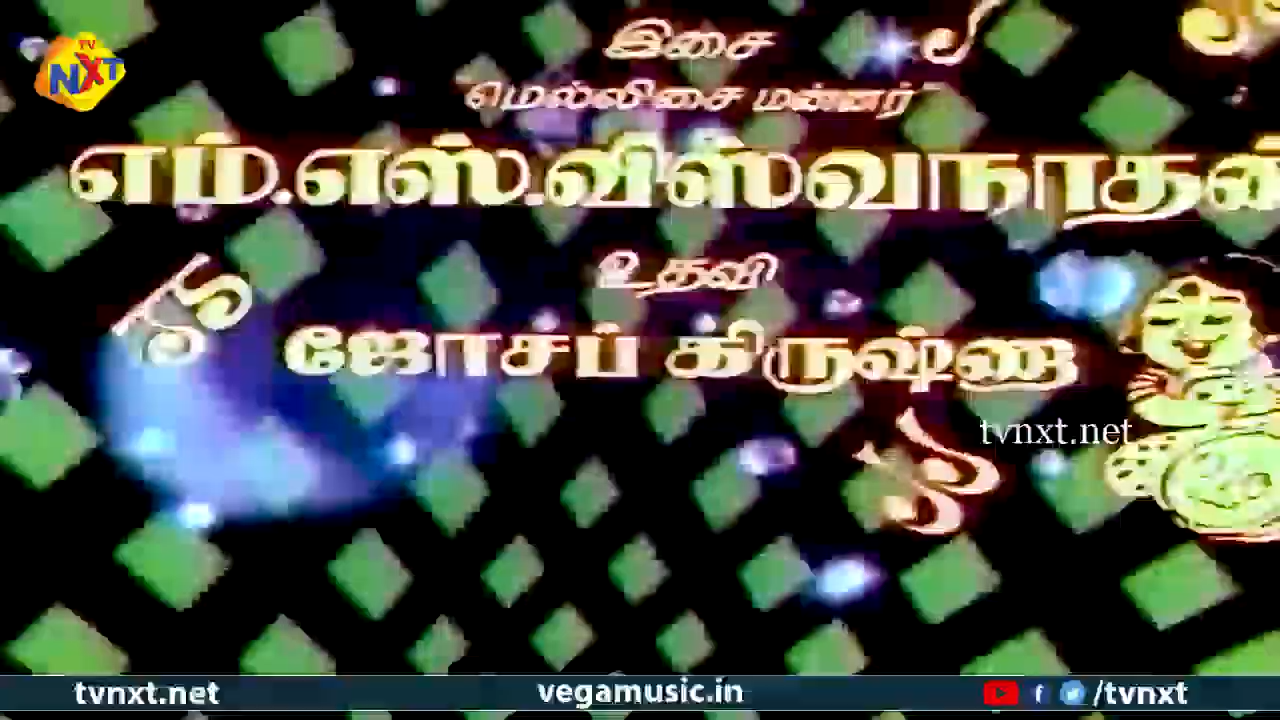 TV
NXT
இசை
"மெல்லிசை மன்னர்"
எம்.எஸ்.விஸ்வநாதன்
உதவி
ஜோசப் கிருஷ்ணா
tvnxt.net
tvnxt.net
vegamusic.in
/tvnxt